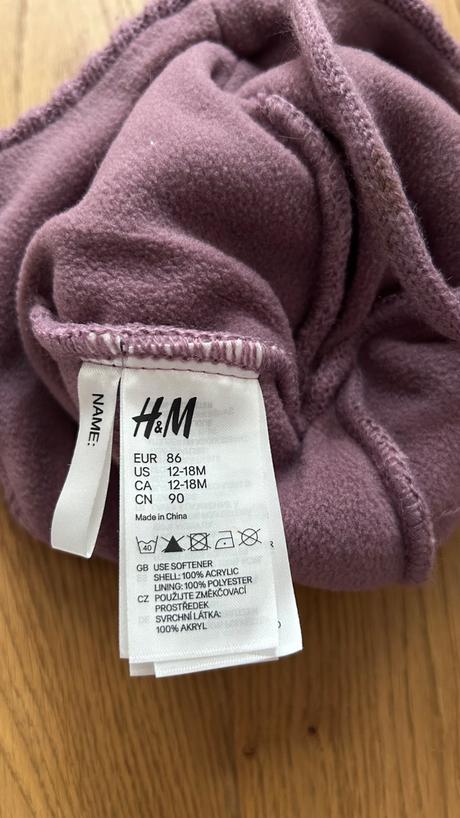 NAME:
H&M
EUR 86
US 12-18M
CA 12-18M
CN 90
Made in China
40
GB USE SOFTENER
SHELL: 100% ACRYLIC
LINING: 100% POLYESTER
CZ POUŽIJTE ZMĚKČOVACÍ
PROSTŘEDEK
SVRCHNÍ LÁTKA:
100% AKRYL